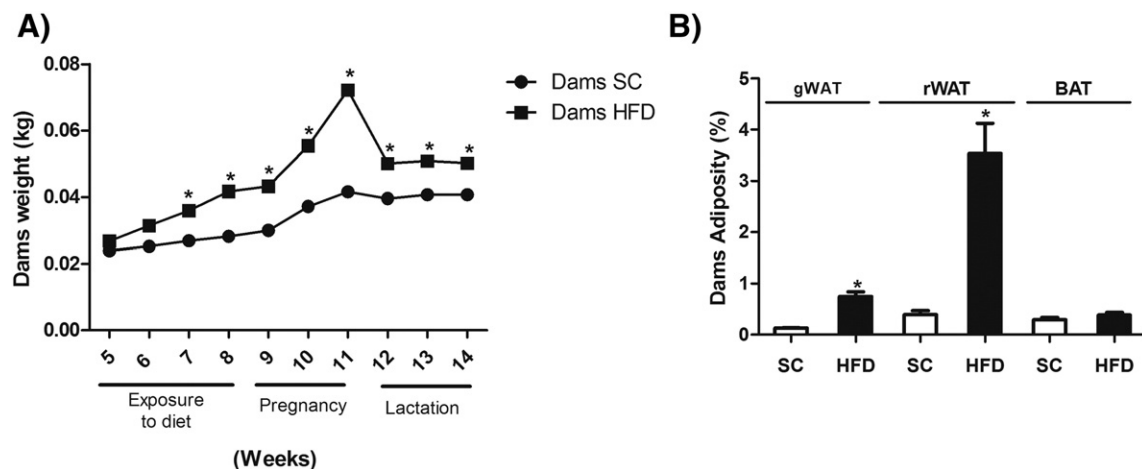 A)
0.08
0.06
0.04
0.02
0.00
Dams weight (kg)
* * * * * * * *
Dams SC
Dams HFD
5 6 7 8 9 10 11 12 13 14
Exposure
to diet
Pregnancy
Lactation
(Weeks)
B)
5
4
3
2
1
0
Dams Adiposity (%)
gWAT rWAT BAT
* *
SC HFD SC HFD SC HFD